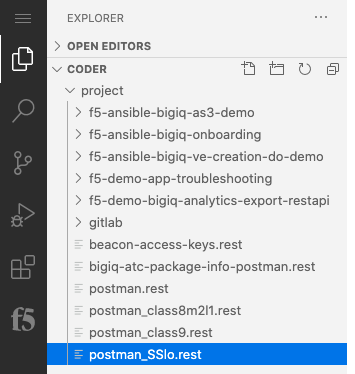 EXPLORER
OPEN EDITORS
CODER
project
f5-ansible-bigiq-as3-demo
f5-ansible-bigiq-onboarding
f5-ansible-bigiq-ve-creation-do-demo
f5-demo-app-troubleshooting
f5-demo-bigiq-analytics-export-restapi
gitlab
beacon-access-keys.rest
bigiq-atc-package-info-postman.rest
postman.rest
postman_class8m2l1.rest
postman_class9.rest
f5
postman_SSlo.rest